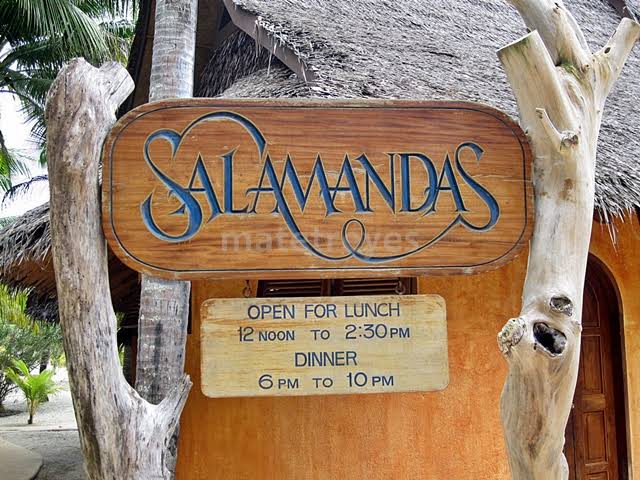 SALAMANDAS
OPEN FOR LUNCH
12 NOON TO 2:30 PM
DINNER
6 PM TO 10 PM